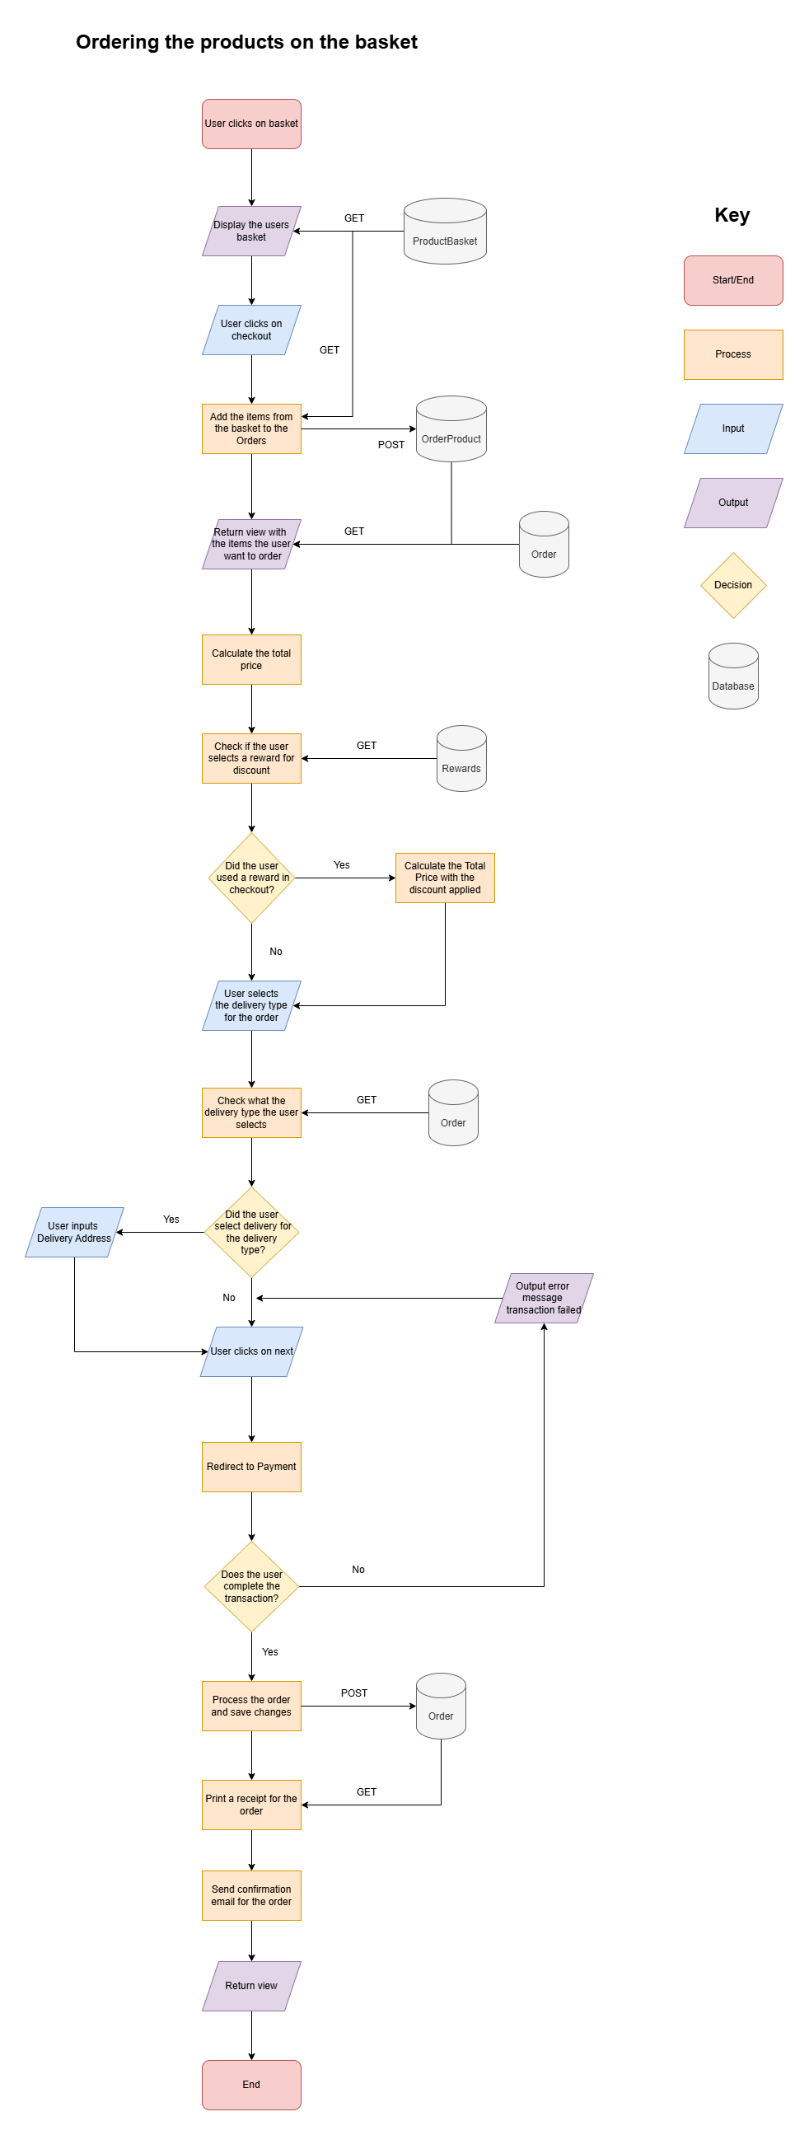 Ordering the products on the basket
User clicks on basket
Display the users
basket
GET
ProductBasket
Key
Start/End
User clicks on
checkout
GET
Process
Add the items from
the basket to the
Orders
POST
OrderProduct
Input
Return view with
the items the user
want to order
GET
Order
Output
Decision
Calculate the total
price
Database
Check if the user
selects a reward for
discount
GET
Rewards
Did the user
used a reward in
checkout?
Yes
Calculate the Total
Price with the
discount applied
No
User selects
the delivery type
for the order
Check what the
delivery type the user
selects
GET
Order
Did the user
select delivery for
the delivery
type?
Yes
User inputs
Delivery Address
No
Output error
message
transaction failed
User clicks on next
Redirect to Payment
Does the user
complete the
transaction?
No
Yes
Process the order
and save changes
POST
Order
Print a receipt for the
order
GET
Send confirmation
email for the order
Return view
End